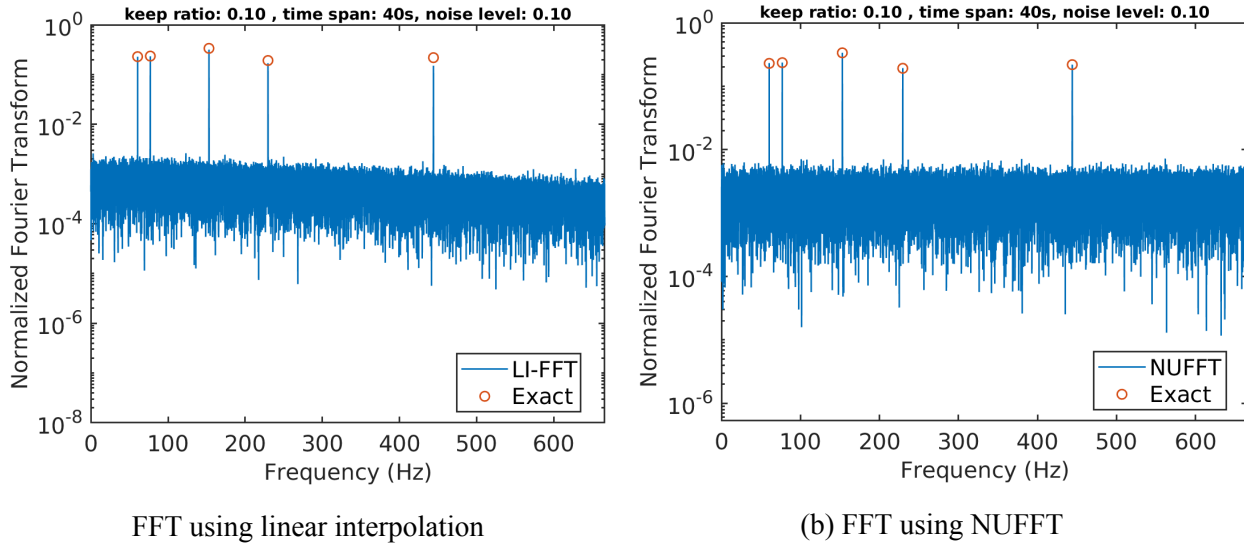 keep ratio: 0.10 , time span: 40s, noise level: 0.10
Normalized Fourier Transform
10^0
10^-2
10^-4
10^-6
10^-8
LI-FFT
Exact
0 100 200 300 400 500 600
Frequency (Hz)
FFT using linear interpolation
keep ratio: 0.10 , time span: 40s, noise level: 0.10
Normalized Fourier Transform
10^0
10^-2
10^-4
10^-6
NUFFT
Exact
0 100 200 300 400 500 600
Frequency (Hz)
(b) FFT using NUFFT